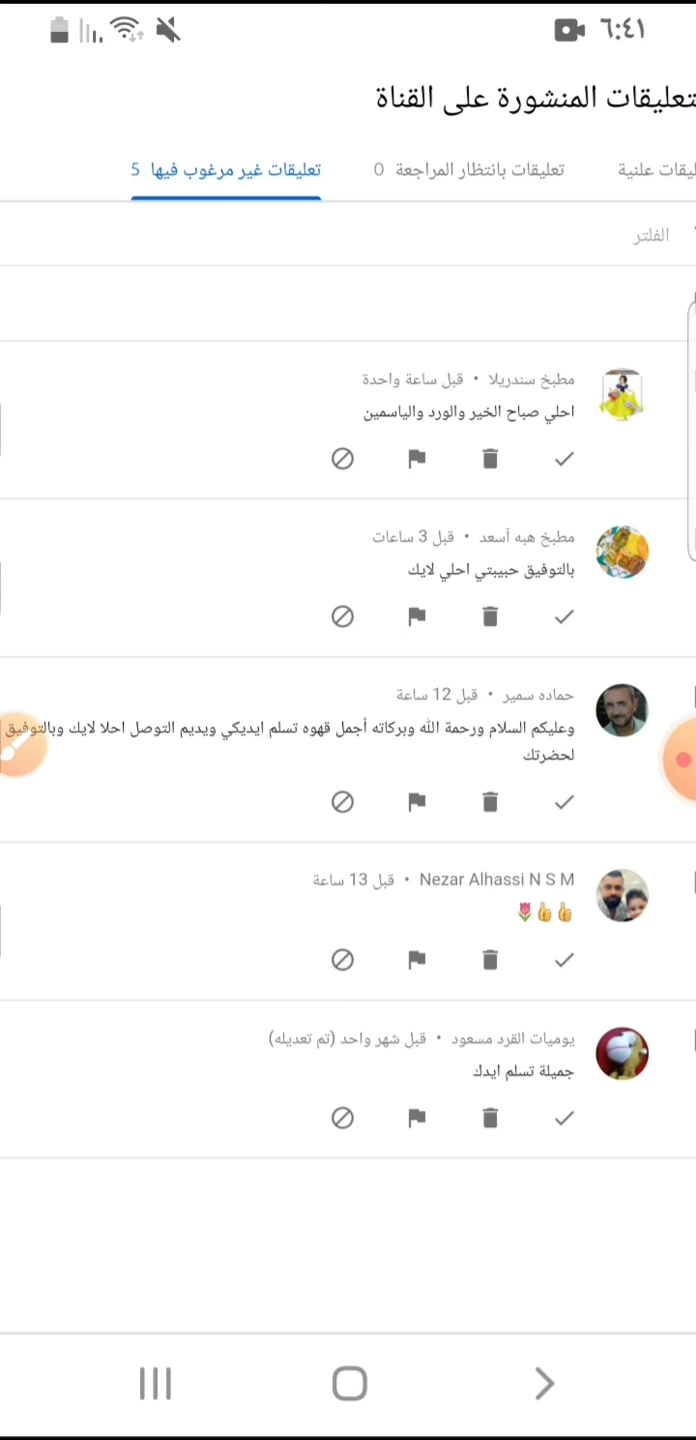 ٦:٤١
تعليقات المنشورة على القناة
ليقات علنية
تعليقات بانتظار المراجعة 0
تعليقات غير مرغوب فيها 5
الفلتر
مطبخ سندريلا • قبل ساعة واحدة
احلي صباح الخير والورد والياسمين
مطبخ هبه آسعد • قبل 3 ساعات
بالتوفيق حبيبتي احلي لايك
حماده سمير • قبل 12 ساعة
وعليكم السلام ورحمة الله وبركاته أجمل قهوه تسلم ايديكي ويديم التوصل احلا لايك وبالتوفيق
لحضرتك
Nezar Alhassi N S M • قبل 13 ساعة
👍👍🌷
يوميات القرد مسعود • قبل شهر واحد (تم تعديله)
جميلة تسلم ايدك